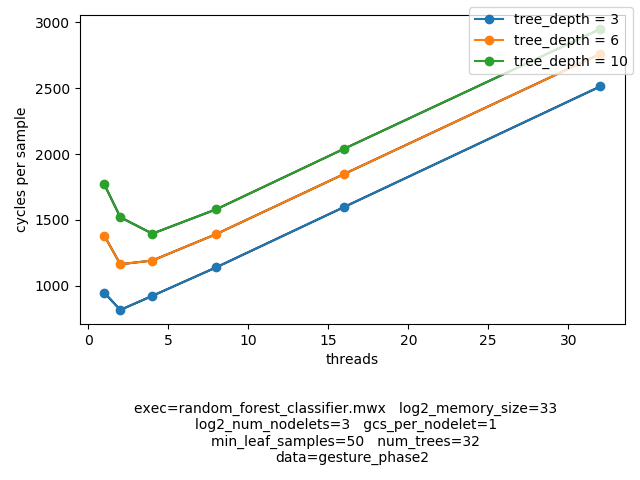 3000
2500
2000
1500
1000
cycles per sample
0
5
10
15
20
25
30
threads
tree_depth = 3
tree_depth = 6
tree_depth = 10
exec=random_forest_classifier.mwx   log2_memory_size=33
log2_num_nodelets=3   gcs_per_nodelet=1
min_leaf_samples=50   num_trees=32
data=gesture_phase2